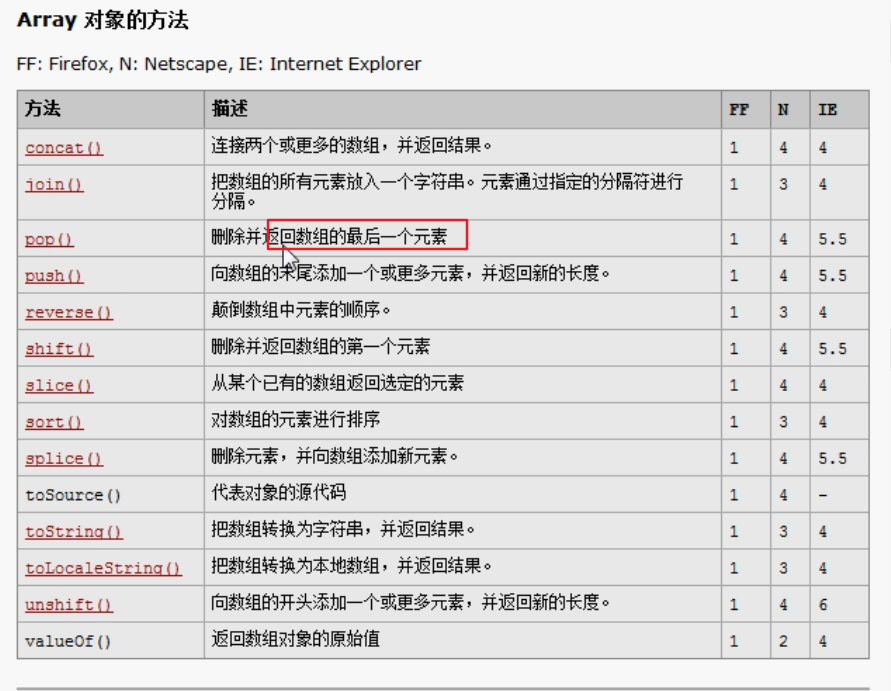 Array 对象的方法
FF: Firefox, N: Netscape, IE: Internet Explorer
方法 描述 FF N IE
concat() 连接两个或更多的数组，并返回结果。 1 4 4
join() 把数组的所有元素放入一个字符串。元素通过指定的分隔符进行 1 3 4
分隔。
pop() 删除并返回数组的最后一个元素 1 4 5.5
push() 向数组的末尾添加一个或更多元素，并返回新的长度。 1 4 5.5
reverse() 颠倒数组中元素的顺序。 1 3 4
shift() 删除并返回数组的第一个元素 1 4 5.5
slice() 从某个已有的数组返回选定的元素 1 4 4
sort() 对数组的元素进行排序 1 3 4
splice() 删除元素，并向数组添加新元素。 1 4 5.5
toSource() 代表对象的源代码 1 4 -
toString() 把数组转换为字符串，并返回结果。 1 3 4
toLocaleString() 把数组转换为本地数组，并返回结果。 1 3 4
unshift() 向数组的开头添加一个或更多元素，并返回新的长度。 1 4 6
valueOf() 返回数组对象的原始值 1 2 4